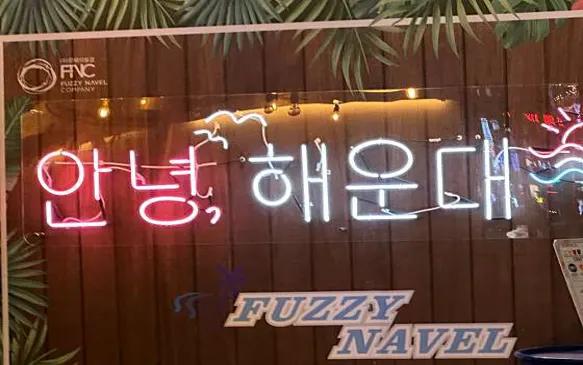 FNC
FUZZY NAVEL
COMPANY
안녕, 해운대
FUZZY
NAVEL